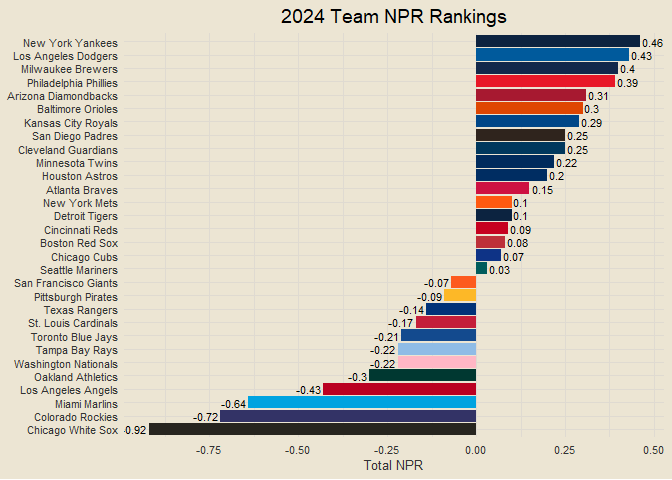 2024 Team NPR Rankings
New York Yankees 0.46
Los Angeles Dodgers 0.43
Milwaukee Brewers 0.4
Philadelphia Phillies 0.39
Arizona Diamondbacks 0.31
Baltimore Orioles 0.3
Kansas City Royals 0.29
San Diego Padres 0.25
Cleveland Guardians 0.25
Minnesota Twins 0.22
Houston Astros 0.2
Atlanta Braves 0.15
New York Mets 0.1
Detroit Tigers 0.1
Cincinnati Reds 0.09
Boston Red Sox 0.08
Chicago Cubs 0.07
Seattle Mariners 0.03
San Francisco Giants -0.07
Pittsburgh Pirates -0.09
Texas Rangers -0.14
St. Louis Cardinals -0.17
Toronto Blue Jays -0.21
Tampa Bay Rays -0.22
Washington Nationals -0.22
Oakland Athletics -0.3
Los Angeles Angels -0.43
Miami Marlins -0.64
Colorado Rockies -0.72
Chicago White Sox -0.92
-0.75 -0.50 -0.25 0.00 0.25 0.50
Total NPR